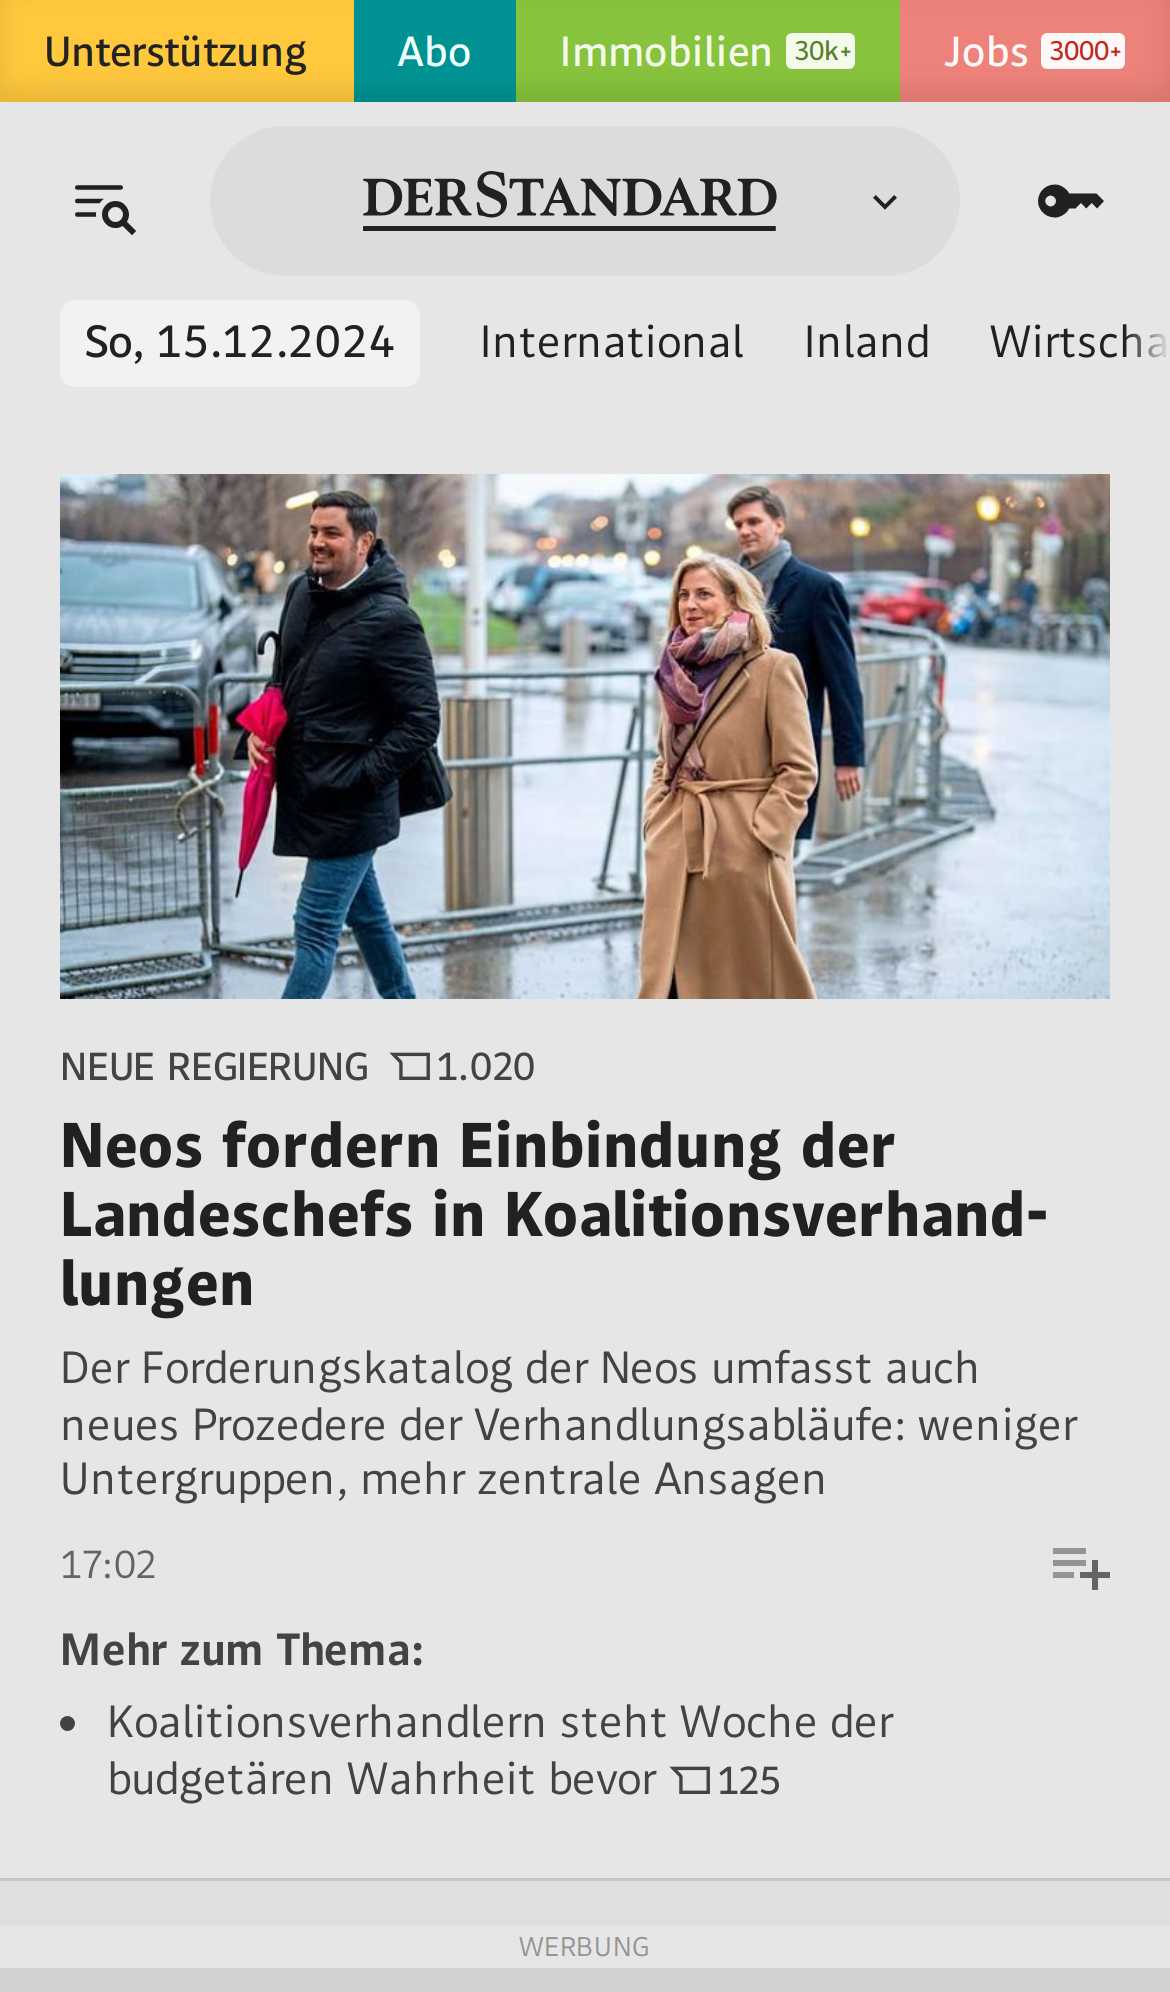 Unterstützung Abo Immobilien 30k+ Jobs 3000+
DERSTANDARD
So, 15.12.2024 International Inland Wirtscha
NEUE REGIERUNG 1.020
Neos fordern Einbindung der
Landeschefs in Koalitionsverhand-
lungen
Der Forderungskatalog der Neos umfasst auch
neues Prozedere der Verhandlungsabläufe: weniger
Untergruppen, mehr zentrale Ansagen
17:02
Mehr zum Thema:
• Koalitionsverhandlern steht Woche der
budgetären Wahrheit bevor 125
WERBUNG